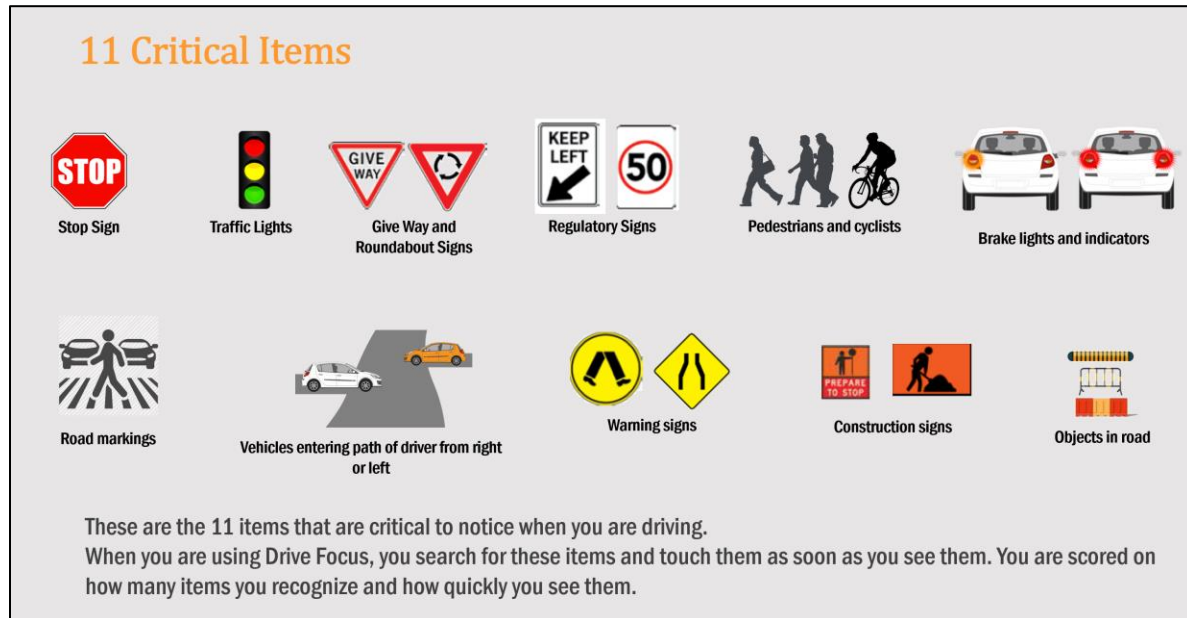 11 Critical Items
STOP
GIVE
WAY
KEEP
LEFT
50
Stop Sign
Traffic Lights
Give Way and
Roundabout Signs
Regulatory Signs
Pedestrians and cyclists
Brake lights and indicators
PREPARE
TO STOP
Road markings
Vehicles entering path of driver from right
or left
Warning signs
Construction signs
Objects in road
These are the 11 items that are critical to notice when you are driving.
When you are using Drive Focus, you search for these items and touch them as soon as you see them. You are scored on
how many items you recognize and how quickly you see them.